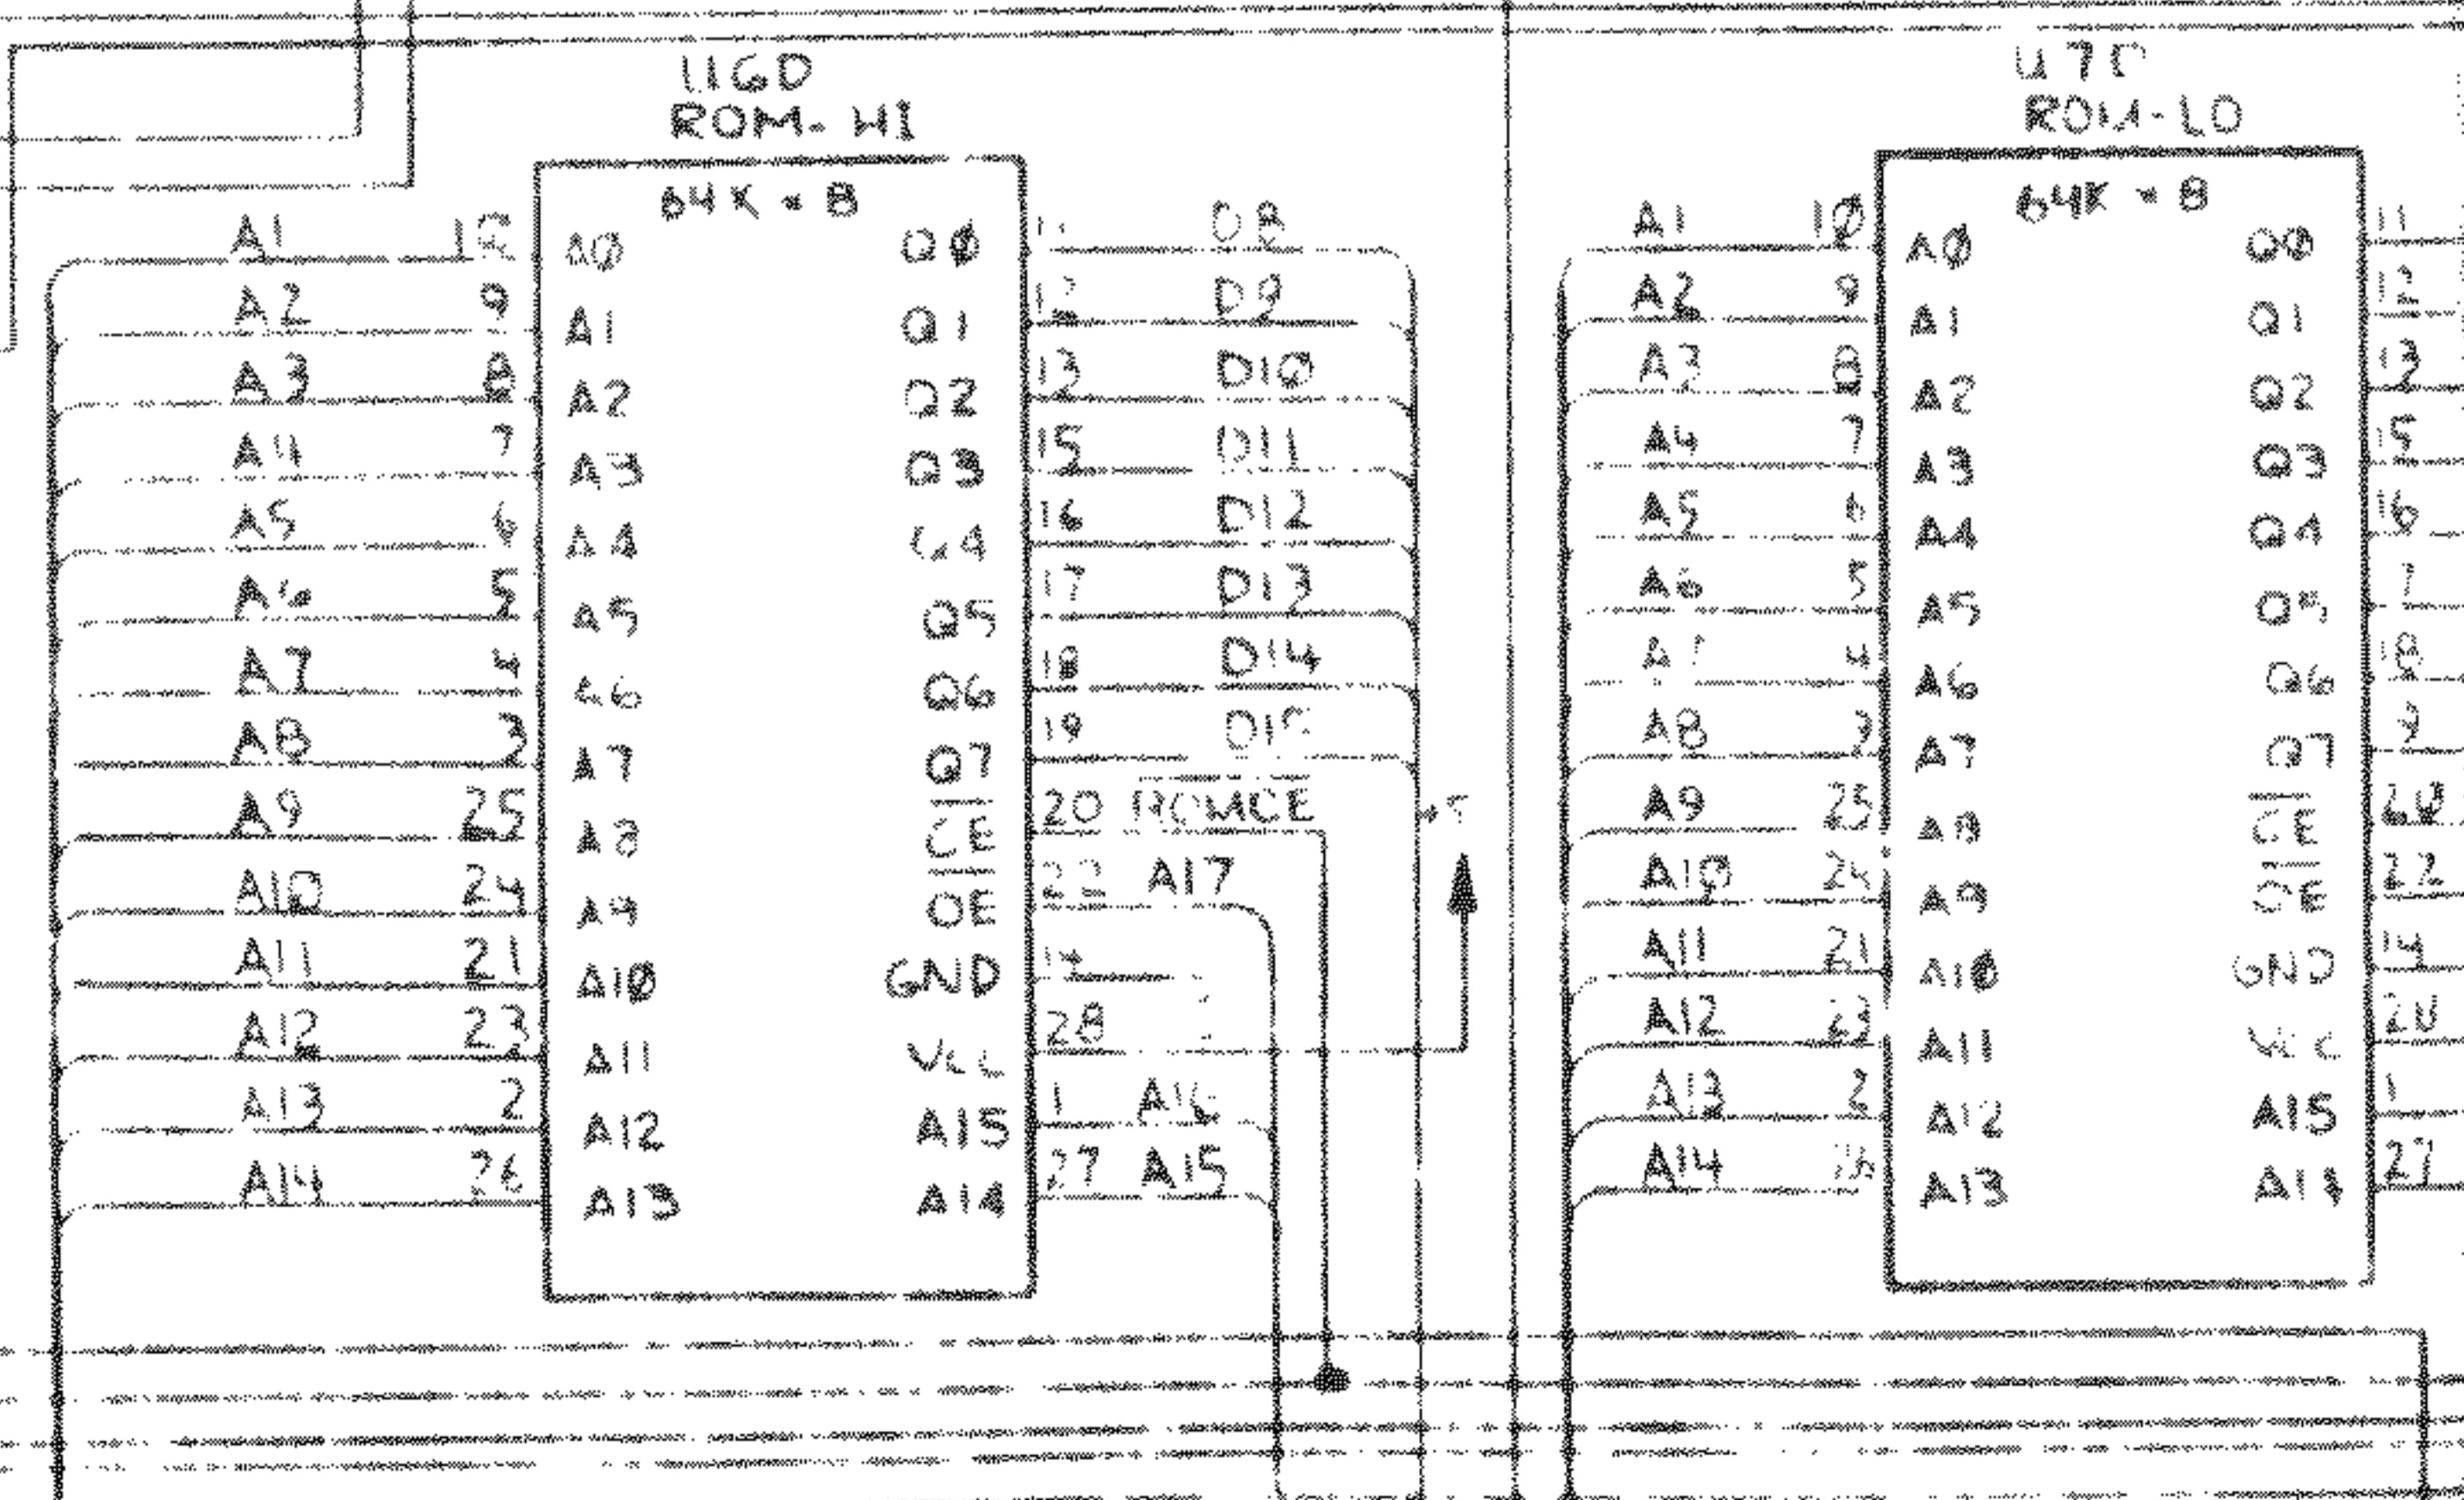 U6D
ROM-HI
64K * 8
A1 10 A0 Q0 11 D8
A2 9 A1 Q1 12 D9
A3 8 A2 Q2 13 D10
A4 7 A3 Q3 15 D11
A5 6 A4 Q4 16 D12
A6 5 A5 Q5 17 D13
A7 4 A6 Q6 18 D14
A8 3 A7 Q7 19 D15
A9 25 A8 CE 20 ROMCE
A10 24 A9 OE 22 A17
A11 21 A10 GND 14
A12 23 A11 Vcc 28
A13 2 A12 A15 1 A16
A14 26 A13 A14 27 A15
+5
ROM-LO
64K * 8
A1 10 A0 Q0 11
A2 9 A1 Q1 12
A3 8 A2 Q2 13
A4 7 A3 Q3 15
A5 6 A4 Q4 16
A6 5 A5 Q5
A7 4 A6 Q6 18
A8 3 A7 Q7
A9 25 A8 CE 20
A10 24 A9 OE 22
A11 21 A10 GND 14
A12 23 A11 Vcc
A13 2 A12 A15 1
A14 26 A13 A14 27